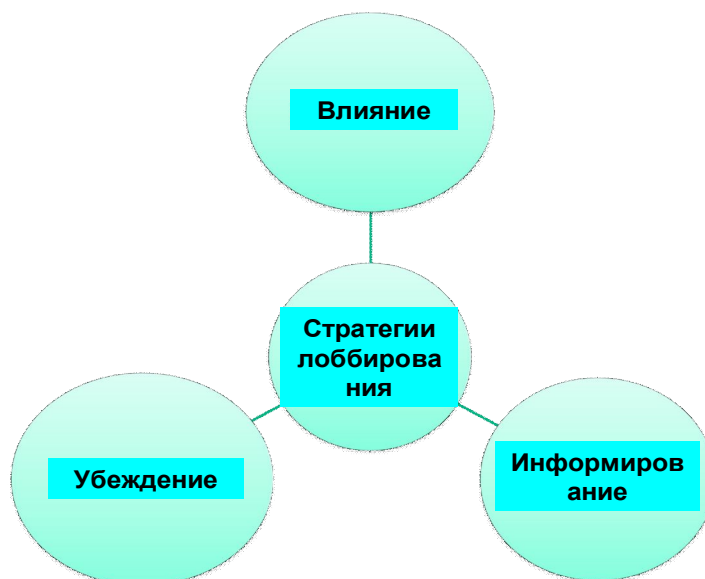 Влияние
Стратегии
лоббирова
ния
Убеждение
Информиров
ание